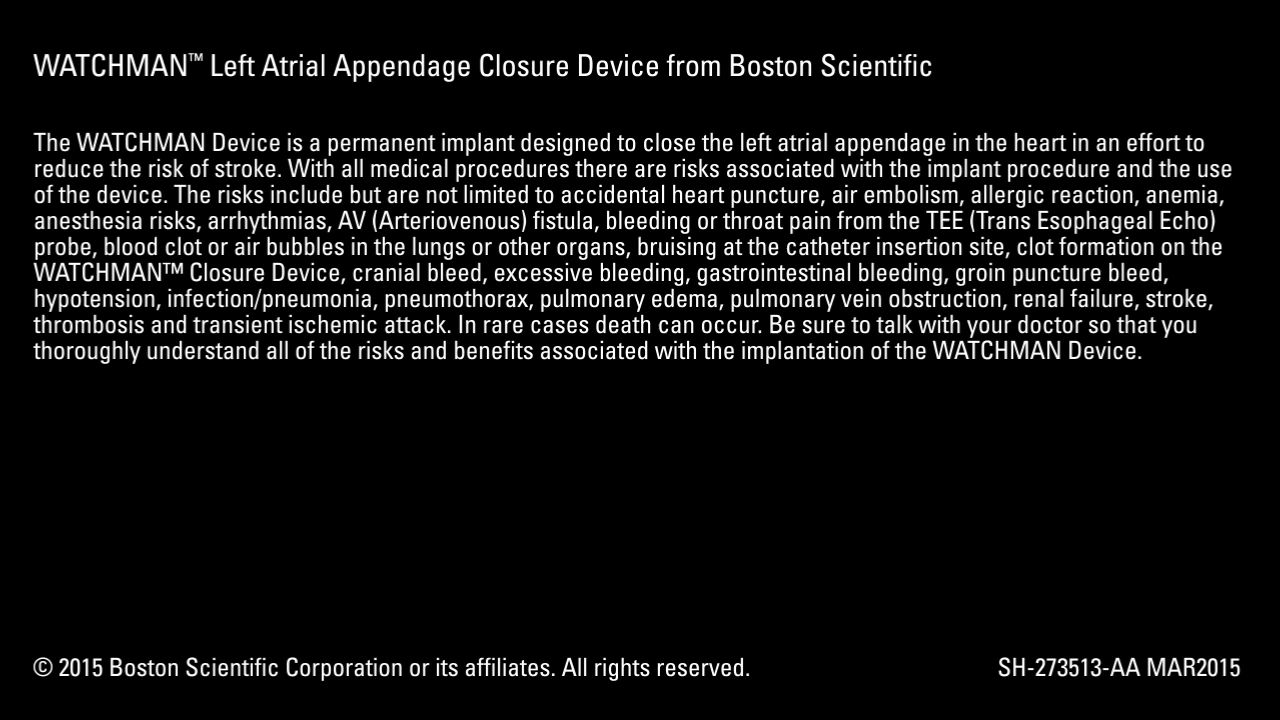 WATCHMAN™ Left Atrial Appendage Closure Device from Boston Scientific
The WATCHMAN Device is a permanent implant designed to close the left atrial appendage in the heart in an effort to
reduce the risk of stroke. With all medical procedures there are risks associated with the implant procedure and the use
of the device. The risks include but are not limited to accidental heart puncture, air embolism, allergic reaction, anemia,
anesthesia risks, arrhythmias, AV (Arteriovenous) fistula, bleeding or throat pain from the TEE (Trans Esophageal Echo)
probe, blood clot or air bubbles in the lungs or other organs, bruising at the catheter insertion site, clot formation on the
WATCHMAN™ Closure Device, cranial bleed, excessive bleeding, gastrointestinal bleeding, groin puncture bleed,
hypotension, infection/pneumonia, pneumothorax, pulmonary edema, pulmonary vein obstruction, renal failure, stroke,
thrombosis and transient ischemic attack. In rare cases death can occur. Be sure to talk with your doctor so that you
thoroughly understand all of the risks and benefits associated with the implantation of the WATCHMAN Device.
© 2015 Boston Scientific Corporation or its affiliates. All rights reserved.
SH-273513-AA MAR2015